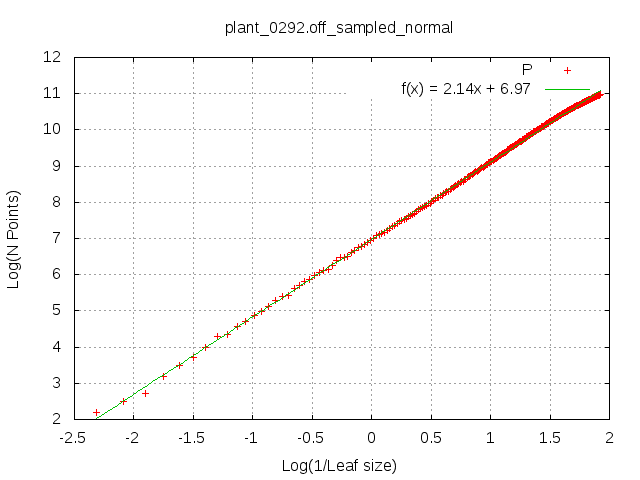 plant_0292.off_sampled_normal
12
11
10
9
8
7
6
5
4
3
2
-2.5 -2 -1.5 -1 -0.5 0 0.5 1 1.5 2
Log(N Points)
Log(1/Leaf size)
P
f(x) = 2.14x + 6.97